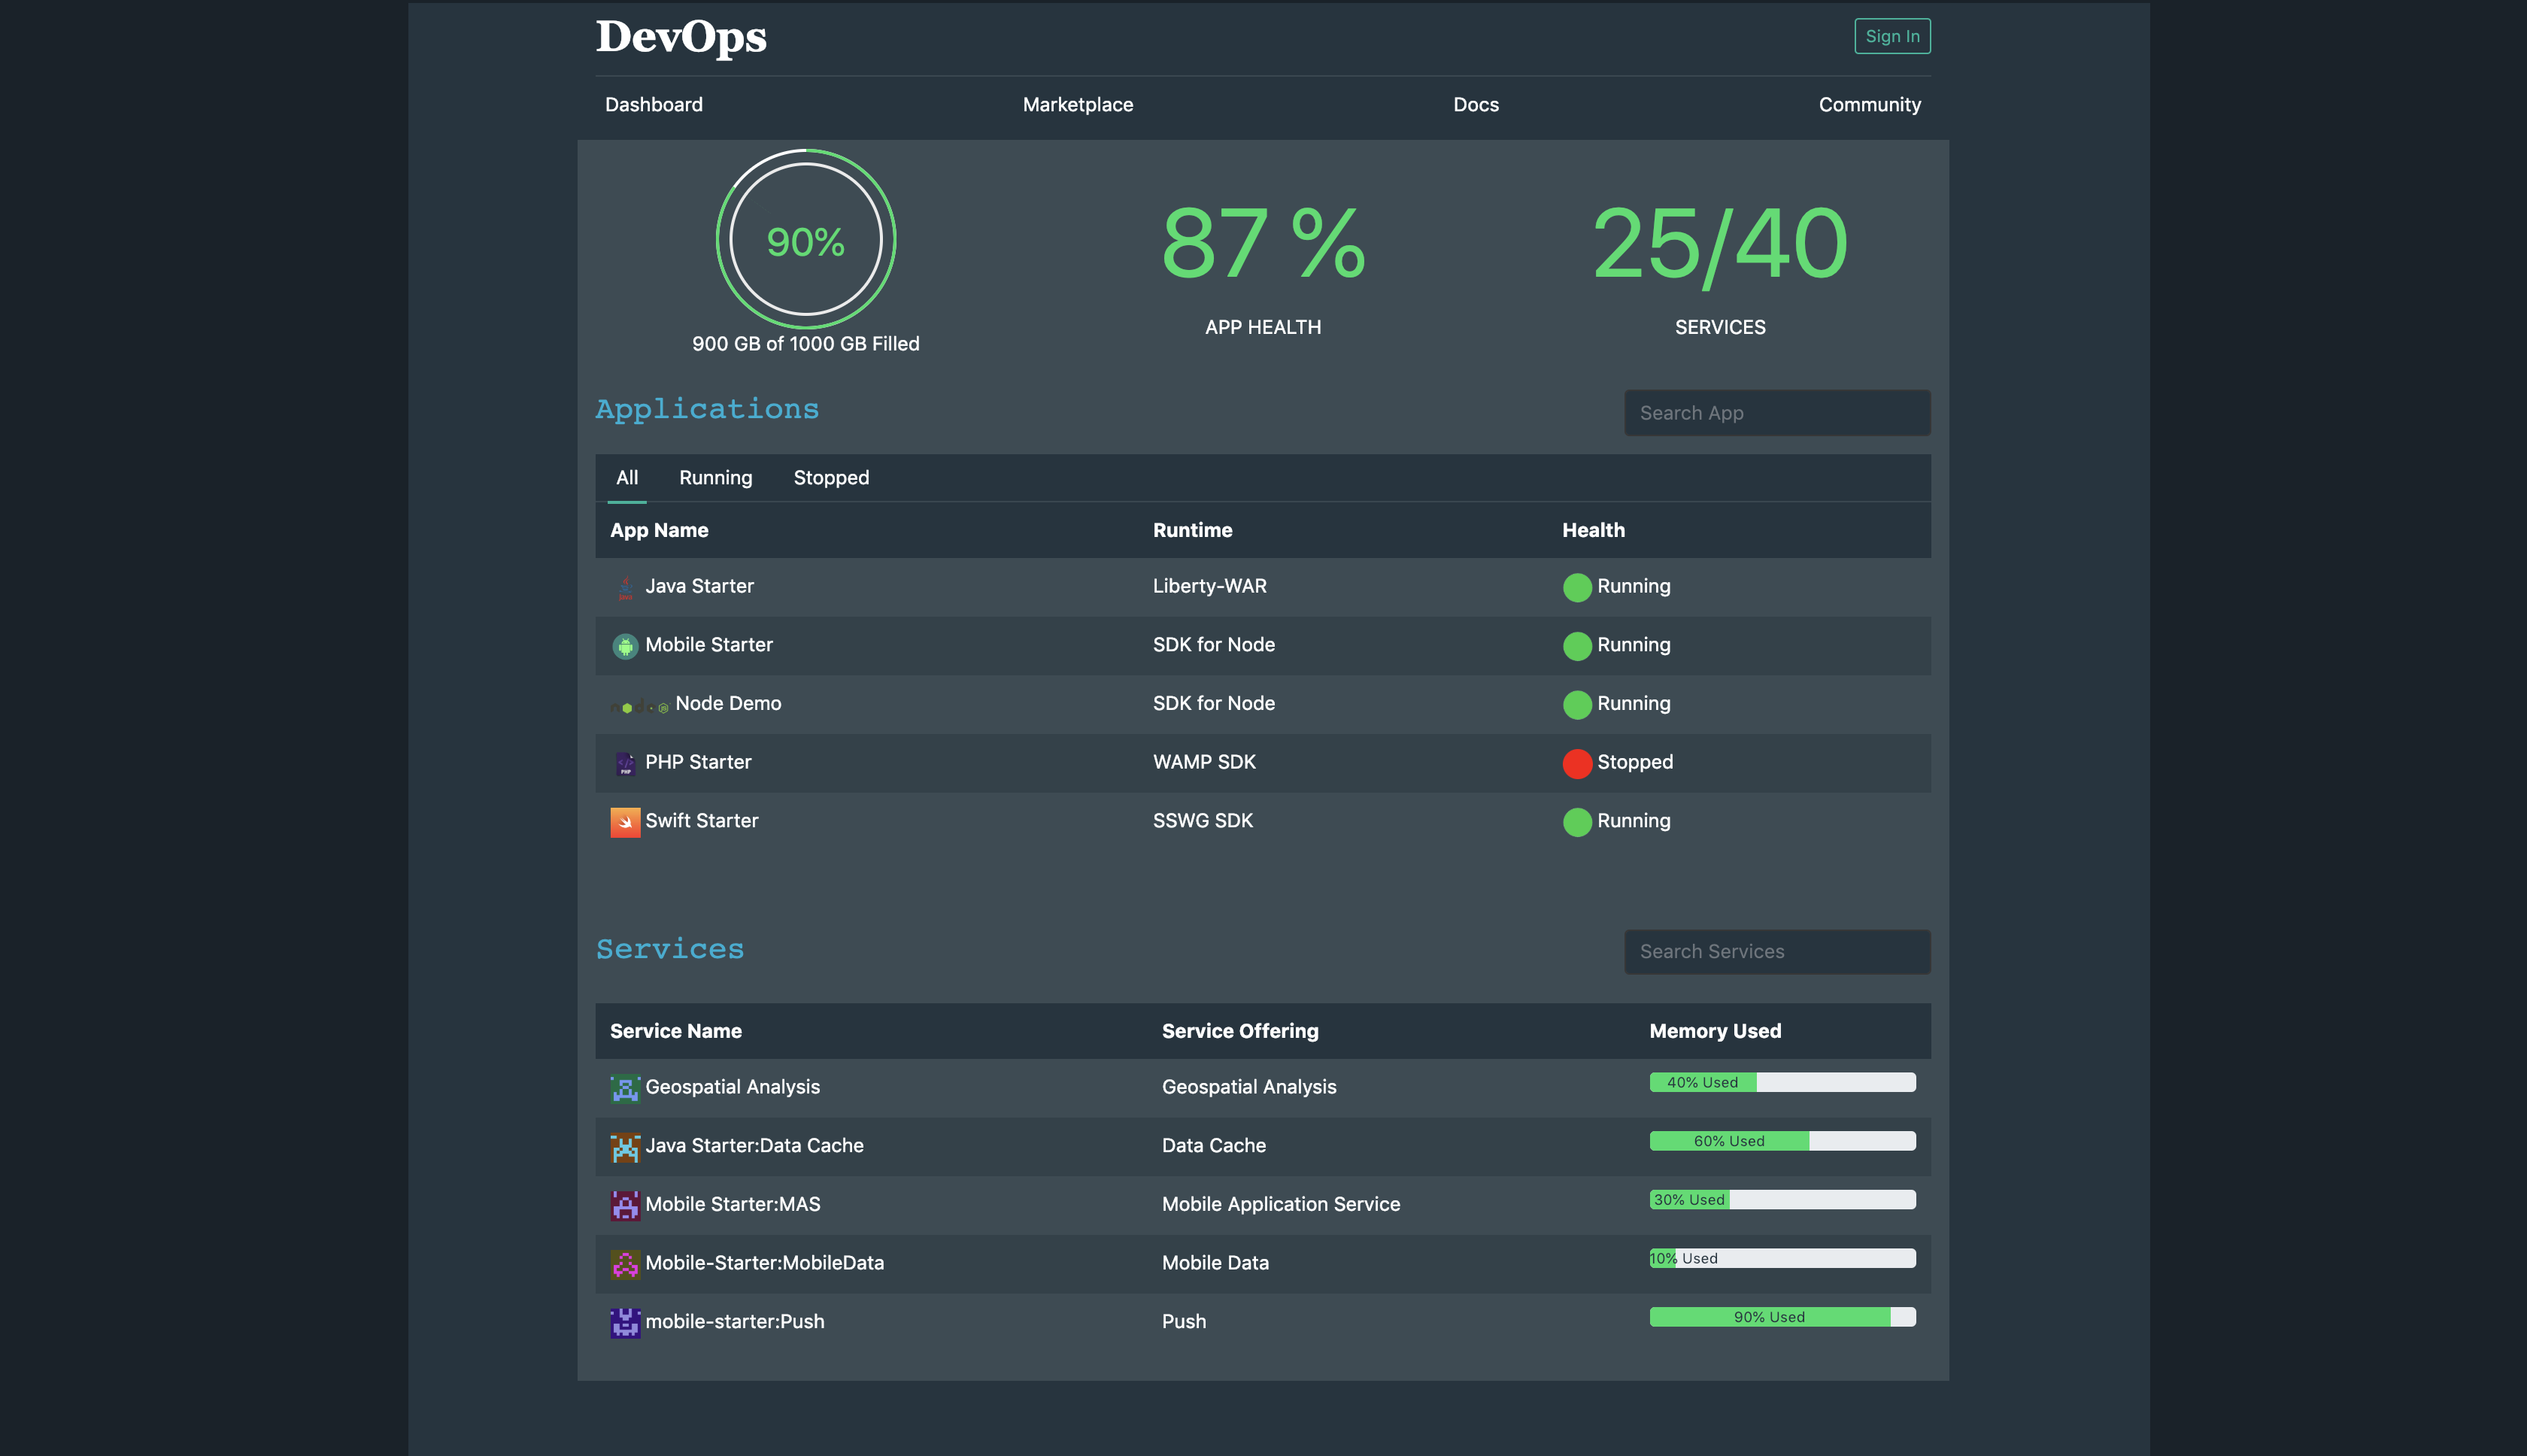 DevOps
Sign In
Dashboard Marketplace Docs Community
90%
900 GB of 1000 GB Filled
87 %
APP HEALTH
25/40
SERVICES
Applications
Search App
All Running Stopped
App Name Runtime Health
Java Starter Liberty-WAR Running
Mobile Starter SDK for Node Running
Node Demo SDK for Node Running
PHP Starter WAMP SDK Stopped
Swift Starter SSWG SDK Running
Services
Search Services
Service Name Service Offering Memory Used
Geospatial Analysis Geospatial Analysis 40% Used
Java Starter:Data Cache Data Cache 60% Used
Mobile Starter:MAS Mobile Application Service 30% Used
Mobile-Starter:MobileData Mobile Data 10% Used
mobile-starter:Push Push 90% Used